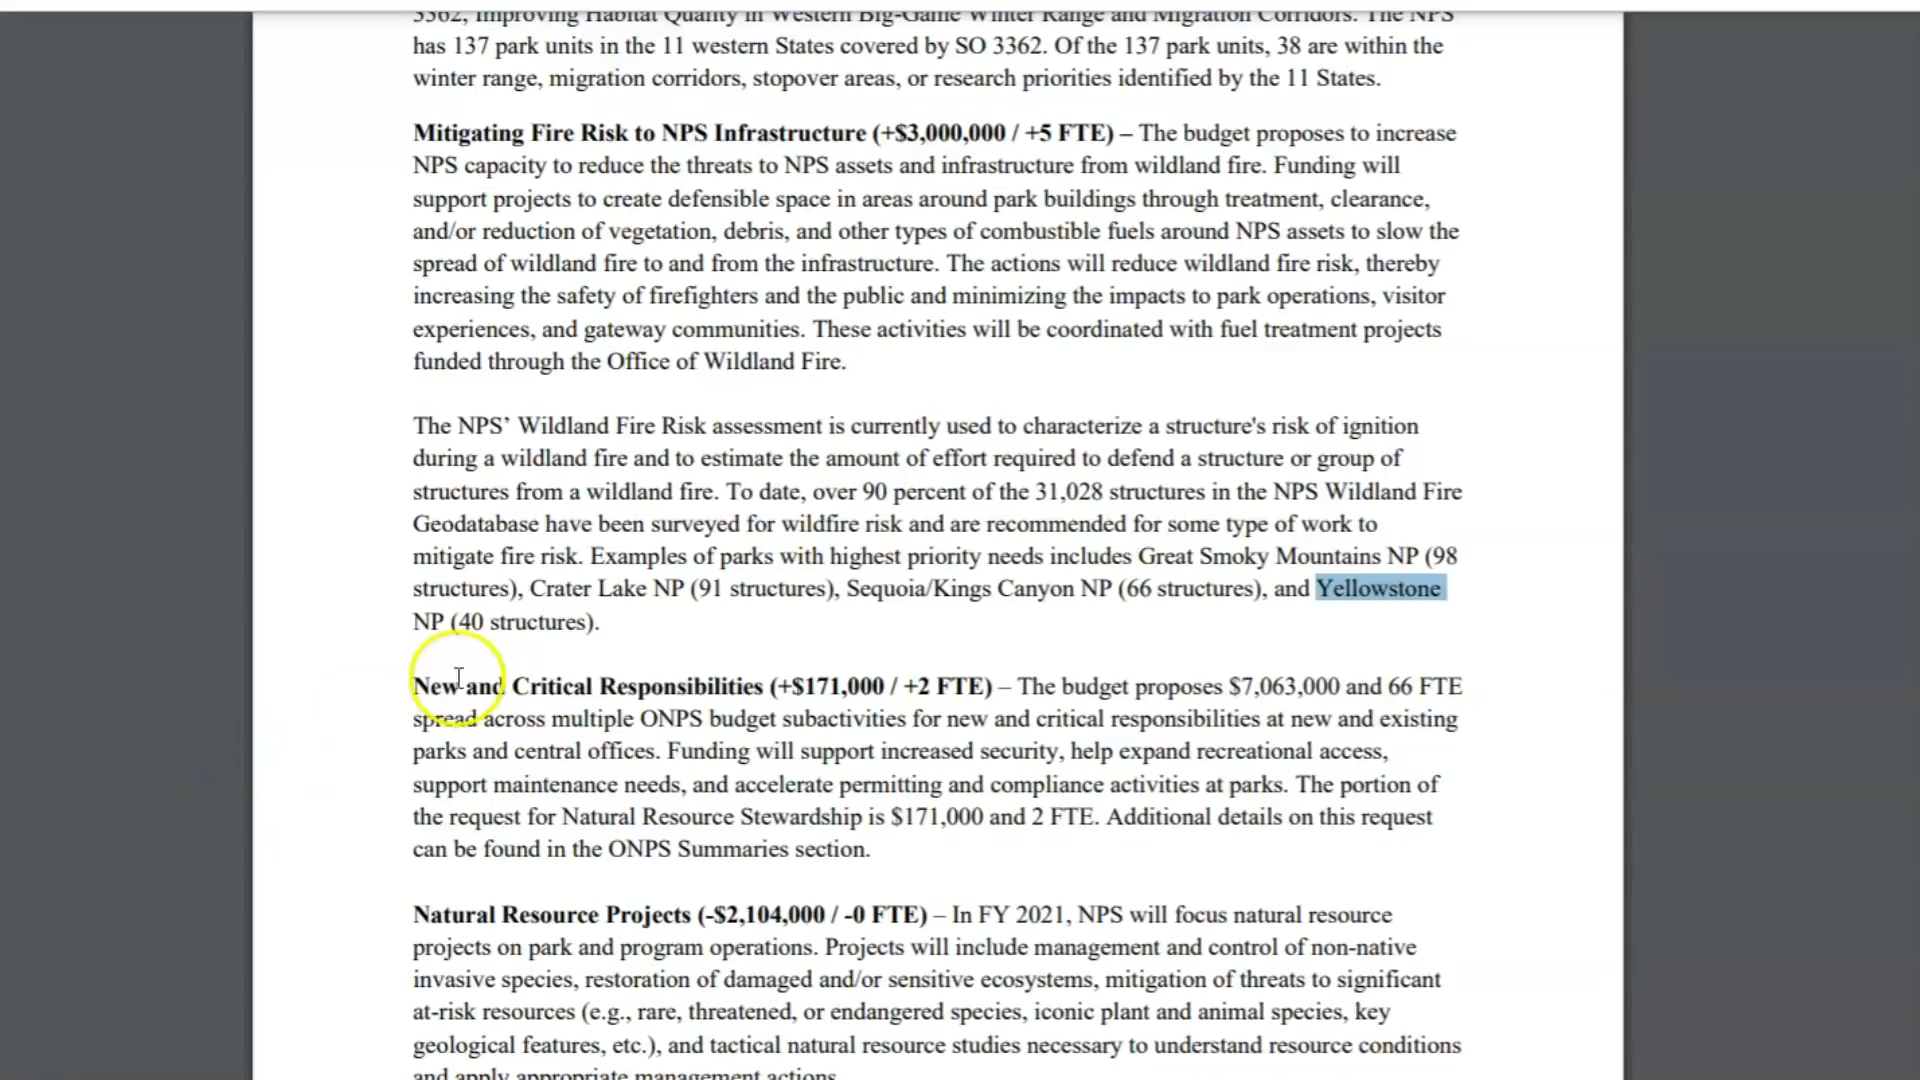 3362, Improving Habitat Quality in Western Big-Game Winter Range and Migration Corridors. The NPS
has 137 park units in the 11 western States covered by SO 3362. Of the 137 park units, 38 are within the
winter range, migration corridors, stopover areas, or research priorities identified by the 11 States.
Mitigating Fire Risk to NPS Infrastructure (+$3,000,000 / +5 FTE) – The budget proposes to increase
NPS capacity to reduce the threats to NPS assets and infrastructure from wildland fire. Funding will
support projects to create defensible space in areas around park buildings through treatment, clearance,
and/or reduction of vegetation, debris, and other types of combustible fuels around NPS assets to slow the
spread of wildland fire to and from the infrastructure. The actions will reduce wildland fire risk, thereby
increasing the safety of firefighters and the public and minimizing the impacts to park operations, visitor
experiences, and gateway communities. These activities will be coordinated with fuel treatment projects
funded through the Office of Wildland Fire.
The NPS’ Wildland Fire Risk assessment is currently used to characterize a structure's risk of ignition
during a wildland fire and to estimate the amount of effort required to defend a structure or group of
structures from a wildland fire. To date, over 90 percent of the 31,028 structures in the NPS Wildland Fire
Geodatabase have been surveyed for wildfire risk and are recommended for some type of work to
mitigate fire risk. Examples of parks with highest priority needs includes Great Smoky Mountains NP (98
structures), Crater Lake NP (91 structures), Sequoia/Kings Canyon NP (66 structures), and Yellowstone
NP (40 structures).
New and Critical Responsibilities (+$171,000 / +2 FTE) – The budget proposes $7,063,000 and 66 FTE
spread across multiple ONPS budget subactivities for new and critical responsibilities at new and existing
parks and central offices. Funding will support increased security, help expand recreational access,
support maintenance needs, and accelerate permitting and compliance activities at parks. The portion of
the request for Natural Resource Stewardship is $171,000 and 2 FTE. Additional details on this request
can be found in the ONPS Summaries section.
Natural Resource Projects (-$2,104,000 / -0 FTE) – In FY 2021, NPS will focus natural resource
projects on park and program operations. Projects will include management and control of non-native
invasive species, restoration of damaged and/or sensitive ecosystems, mitigation of threats to significant
at-risk resources (e.g., rare, threatened, or endangered species, iconic plant and animal species, key
geological features, etc.), and tactical natural resource studies necessary to understand resource conditions
and apply appropriate management actions.